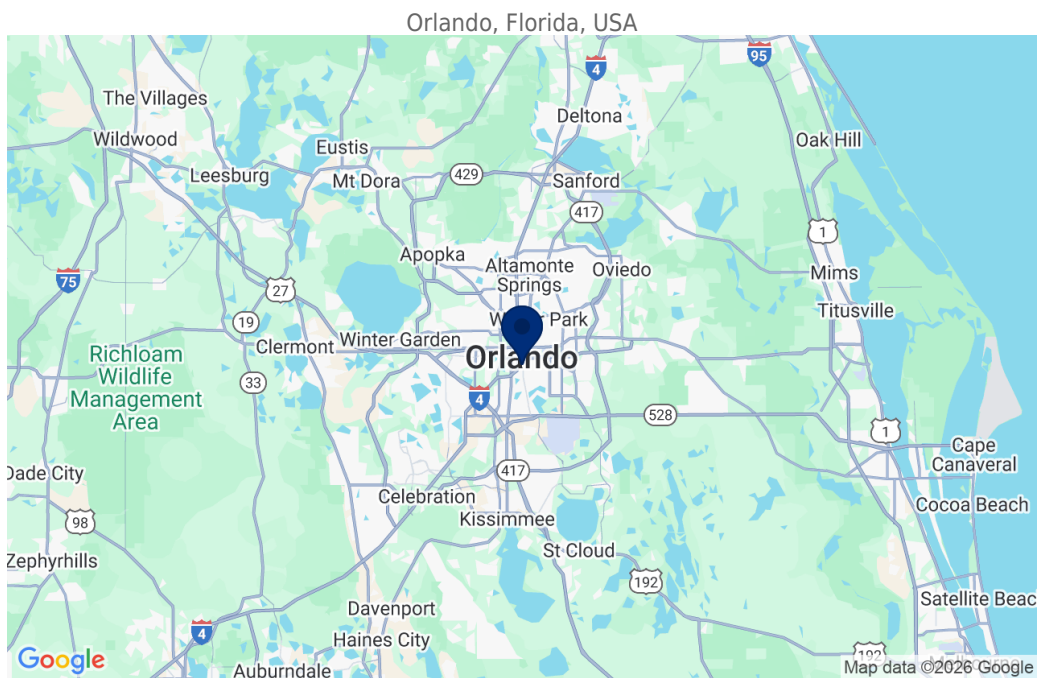 Orlando, Florida, USA
4
95
The Villages
Deltona
Wildwood
Oak Hill
Eustis
Leesburg
Mt Dora
429
Sanford
417
1
Apopka
Altamonte
Springs
Oviedo
Mims
75
27
Titusville
19
Park
Clermont
Winter Garden
Orlando
Richloam
Wildlife
Management
Area
33
4
528
1
Cape
Canaveral
Dade City
417
Celebration
Cocoa Beach
98
Kissimmee
St Cloud
Zephyrhills
192
Davenport
Satellite Beac
4
Haines City
192
Google
Auburndale
Map data ©2026 Google